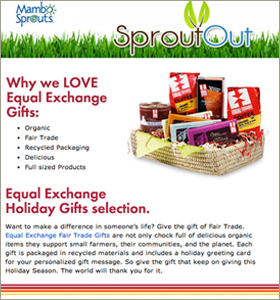 Mambo
Sprouts.
SproutOut
Why we LOVE
Equal Exchange
Gifts:
• Organic
• Fair Trade
• Recycled Packaging
• Delicious
• Full sized Products
Equal Exchange
Holiday Gifts selection.
Want to make a difference in someone's life? Give the gift of Fair Trade.
Equal Exchange Fair Trade Gifts are not only chock full of delicious organic
items they support small farmers, their communities, and the planet. Each
gift is packaged in recycled materials and includes a holiday greeting card
for your personalized gift message. So give the gift that keep on giving this
Holiday Season. The world will thank you for it.